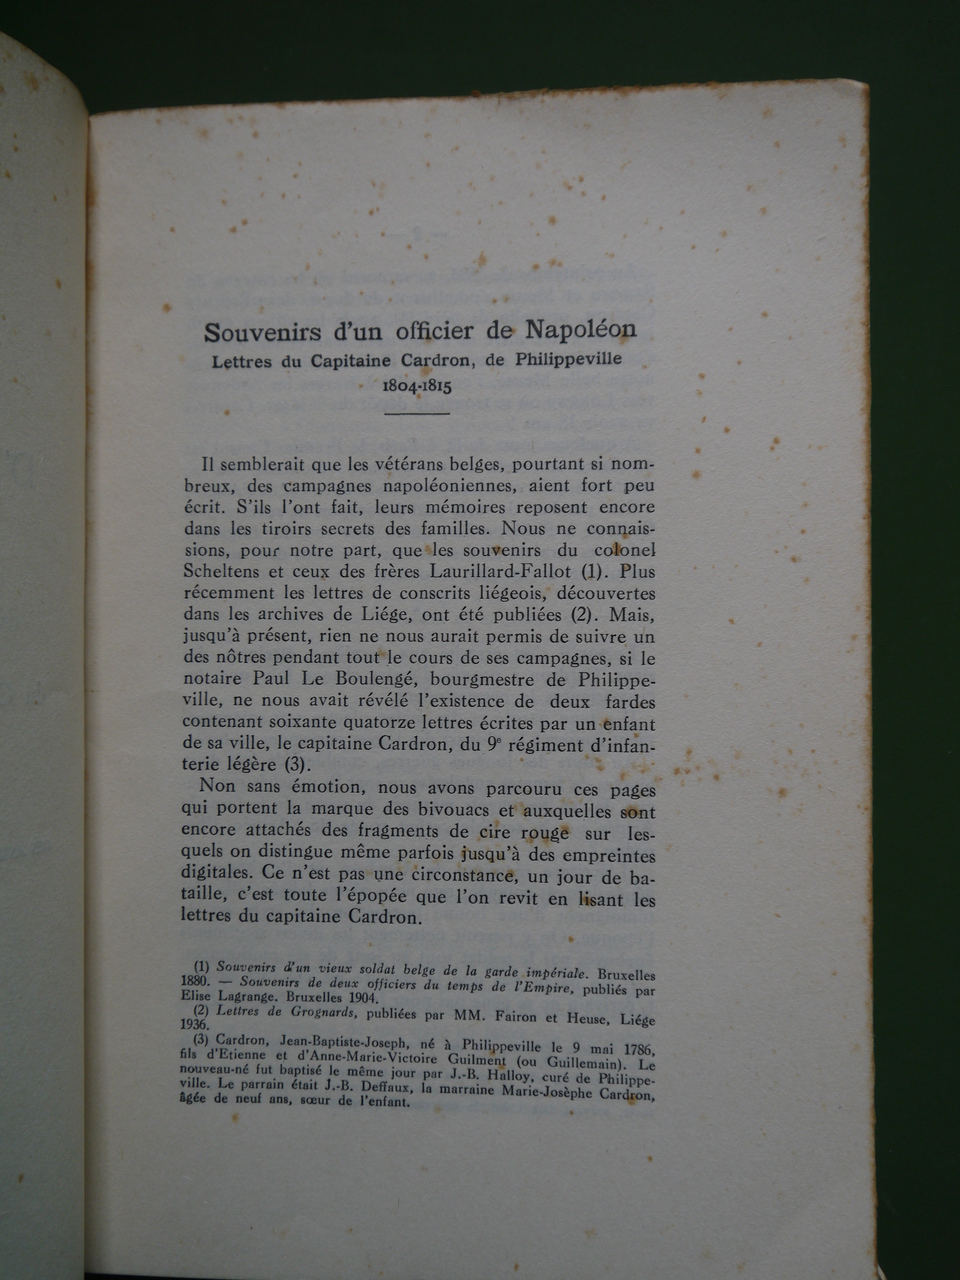 Souvenirs d'un officier de Napoléon
Lettres du Capitaine Cardron, de Philippeville
1804-1815
Il semblerait que les vétérans belges, pourtant si nom-
breux, des campagnes napoléoniennes, aient fort peu
écrit. S'ils l'ont fait, leurs mémoires reposent encore
dans les tiroirs secrets des familles. Nous ne connais-
sions, pour notre part, que les souvenirs du colonel
Scheltens et ceux des frères Laurillard-Fallot (1). Plus
récemment les lettres de conscrits liégeois, découvertes
dans les archives de Liége, ont été publiées (2). Mais,
jusqu'à présent, rien ne nous aurait permis de suivre un
des nôtres pendant tout le cours de ses campagnes, si le
notaire Paul Le Boulengé, bourgmestre de Philippe-
ville, ne nous avait révélé l'existence de deux fardes
contenant soixante quatorze lettres écrites par un enfant
de sa ville, le capitaine Cardron, du 9e régiment d'infan-
terie légère (3).
Non sans émotion, nous avons parcouru ces pages
qui portent la marque des bivouacs et auxquelles sont
encore attachés des fragments de cire rouge sur les-
quels on distingue même parfois jusqu'à des empreintes
digitales. Ce n'est pas une circonstance, un jour de ba-
taille, c'est toute l'épopée que l'on revit en lisant les
lettres du capitaine Cardron.
(1) Souvenirs d'un vieux soldat belge de la garde impériale. Bruxelles
1880. — Souvenirs de deux officiers du temps de l'Empire, publiés par
Elise Lagrange. Bruxelles 1904.
(2) Lettres de Grognards, publiées par MM. Fairon et Heuse, Liége
1936.
(3) Cardron, Jean-Baptiste-Joseph, né à Philippeville le 9 mai 1786,
fils d'Etienne et d'Anne-Marie-Victoire Guilment (ou Guillemain). Le
nouveau-né fut baptisé le même jour par J.-B. Halloy, curé de Philippe-
ville. Le parrain était J.-B. Deffaux, la marraine Marie-Josèphe Cardron,
âgée de neuf ans, sœur de l'enfant.